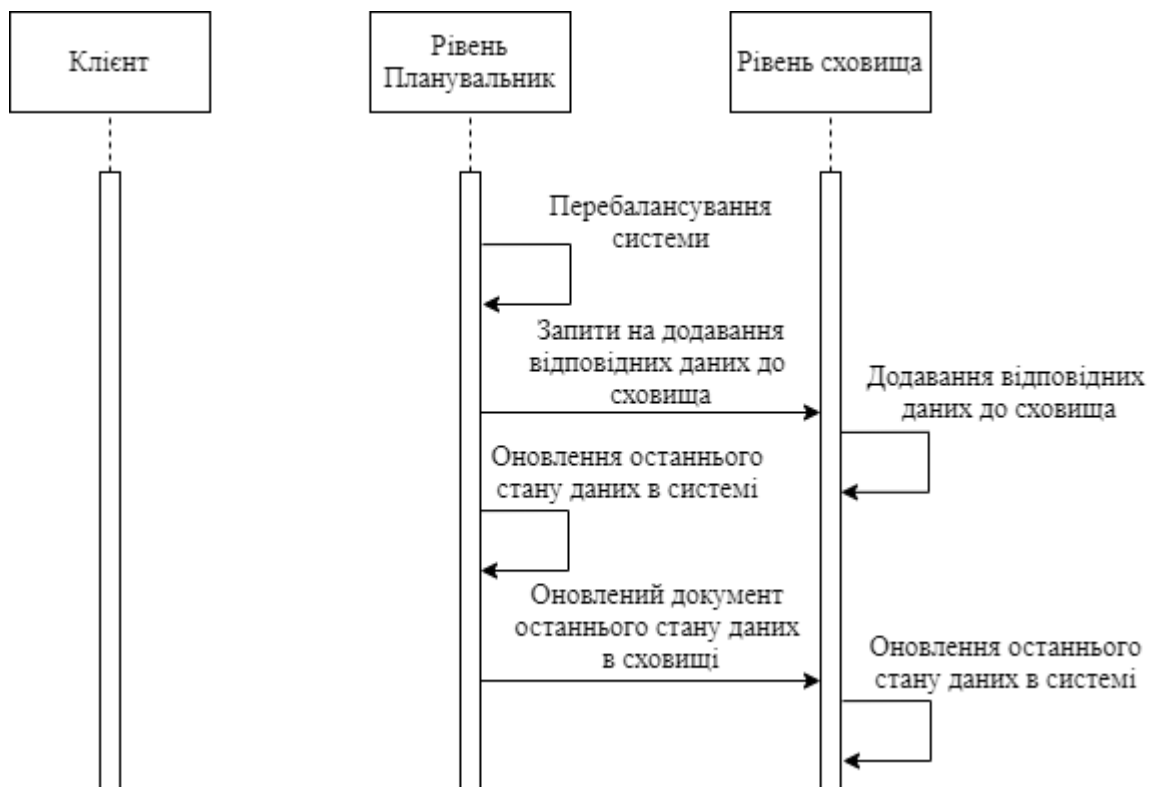 Клієнт
Рівень
Планувальник
Рівень сховища
Перебалансування
системи
Запити на додавання
відповідних даних до
сховища
Додавання відповідних
даних до сховища
Оновлення останнього
стану даних в системі
Оновлений документ
останнього стану даних
в сховищі
Оновлення останнього
стану даних в системі